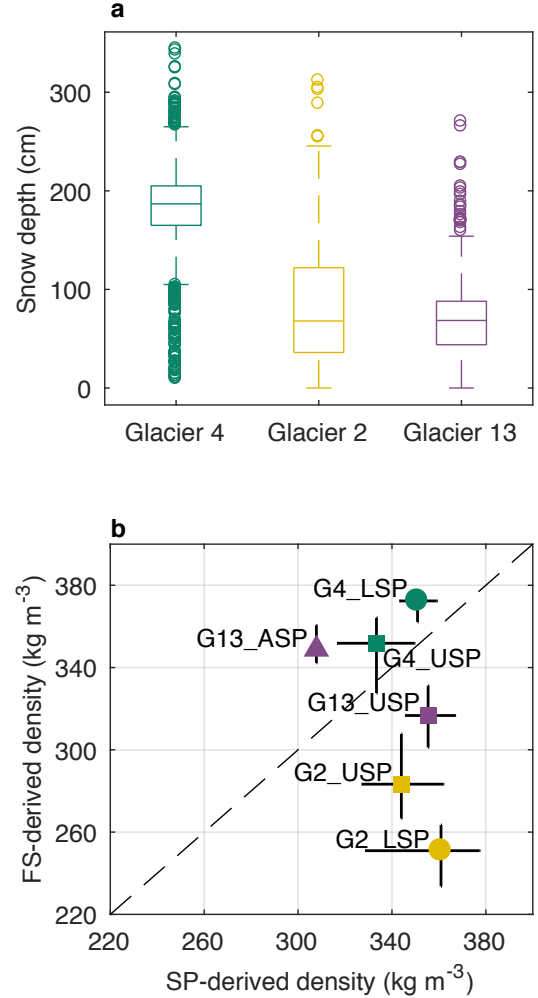 a
Snow depth (cm)
300
200
100
0
Glacier 4 Glacier 2 Glacier 13
b
FS-derived density (kg m⁻³)
380
340
300
260
220
G4_LSP
G13_ASP
G4_USP
G13_USP
G2_USP
G2_LSP
220 260 300 340 380
SP-derived density (kg m⁻³)